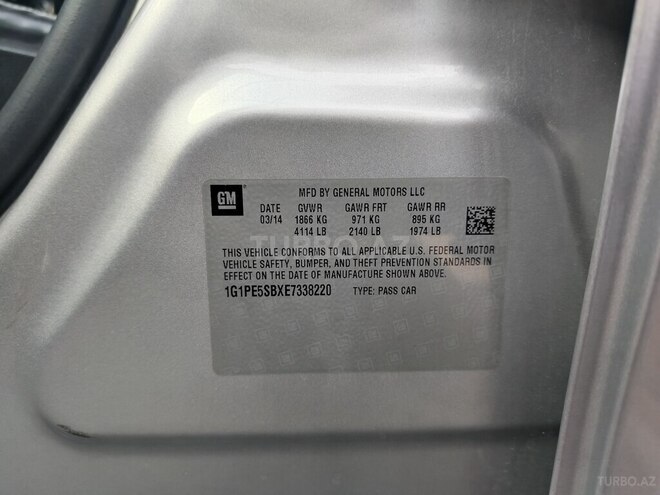 GM
MFD BY GENERAL MOTORS LLC
DATE GVWR GAWR FRT GAWR RR
03/14 1866 KG 971 KG 895 KG
4114 LB 2140 LB 1974 LB
THIS VEHICLE CONFORMS TO ALL APPLICABLE U.S. FEDERAL MOTOR
VEHICLE SAFETY, BUMPER, AND THEFT PREVENTION STANDARDS IN
EFFECT ON THE DATE OF MANUFACTURE SHOWN ABOVE.
1G1PE5SBXE7338220 TYPE: PASS CAR
TURBO.AZ
TURBO.AZ